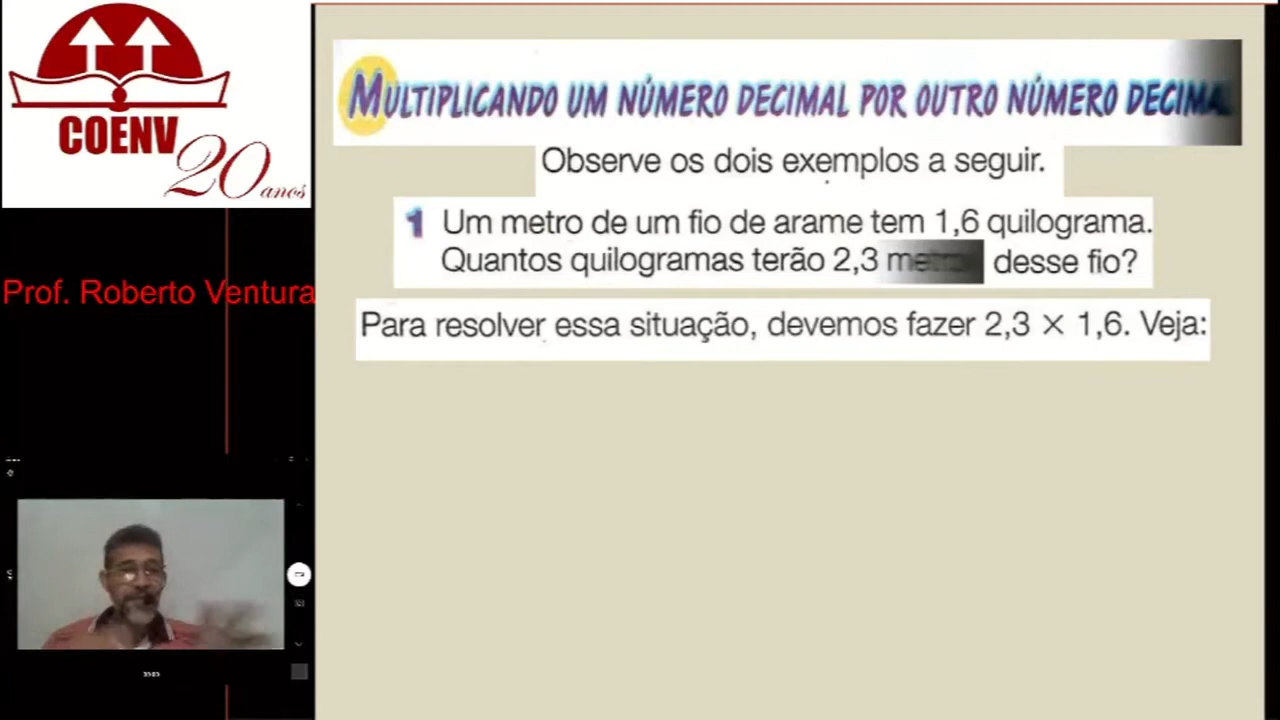 COENV
20 anos
Prof. Roberto Ventura
MULTIPLICANDO UM NÚMERO DECIMAL POR OUTRO NÚMERO DECIMAL
Observe os dois exemplos a seguir.
1 Um metro de um fio de arame tem 1,6 quilograma.
Quantos quilogramas terão 2,3 metros desse fio?
Para resolver essa situação, devemos fazer 2,3 × 1,6. Veja: